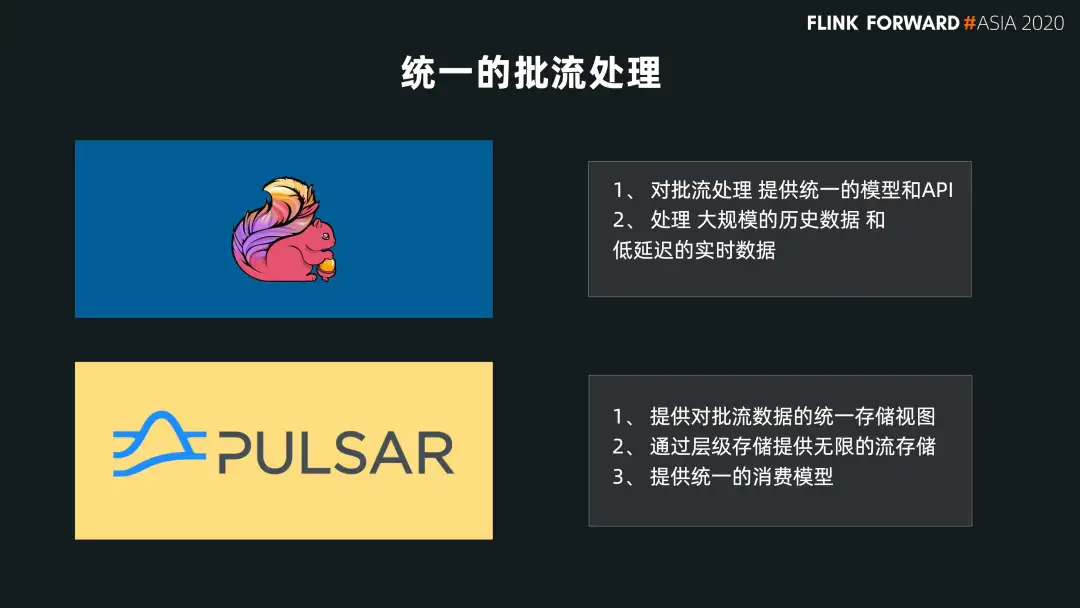 FLINK FORWARD #ASIA 2020
统一的批流处理
1、 对批流处理 提供统一的模型和API
2、 处理 大规模的历史数据 和
低延迟的实时数据
PULSAR
1、 提供对批流数据的统一存储视图
2、 通过层级存储提供无限的流存储
3、 提供统一的消费模型